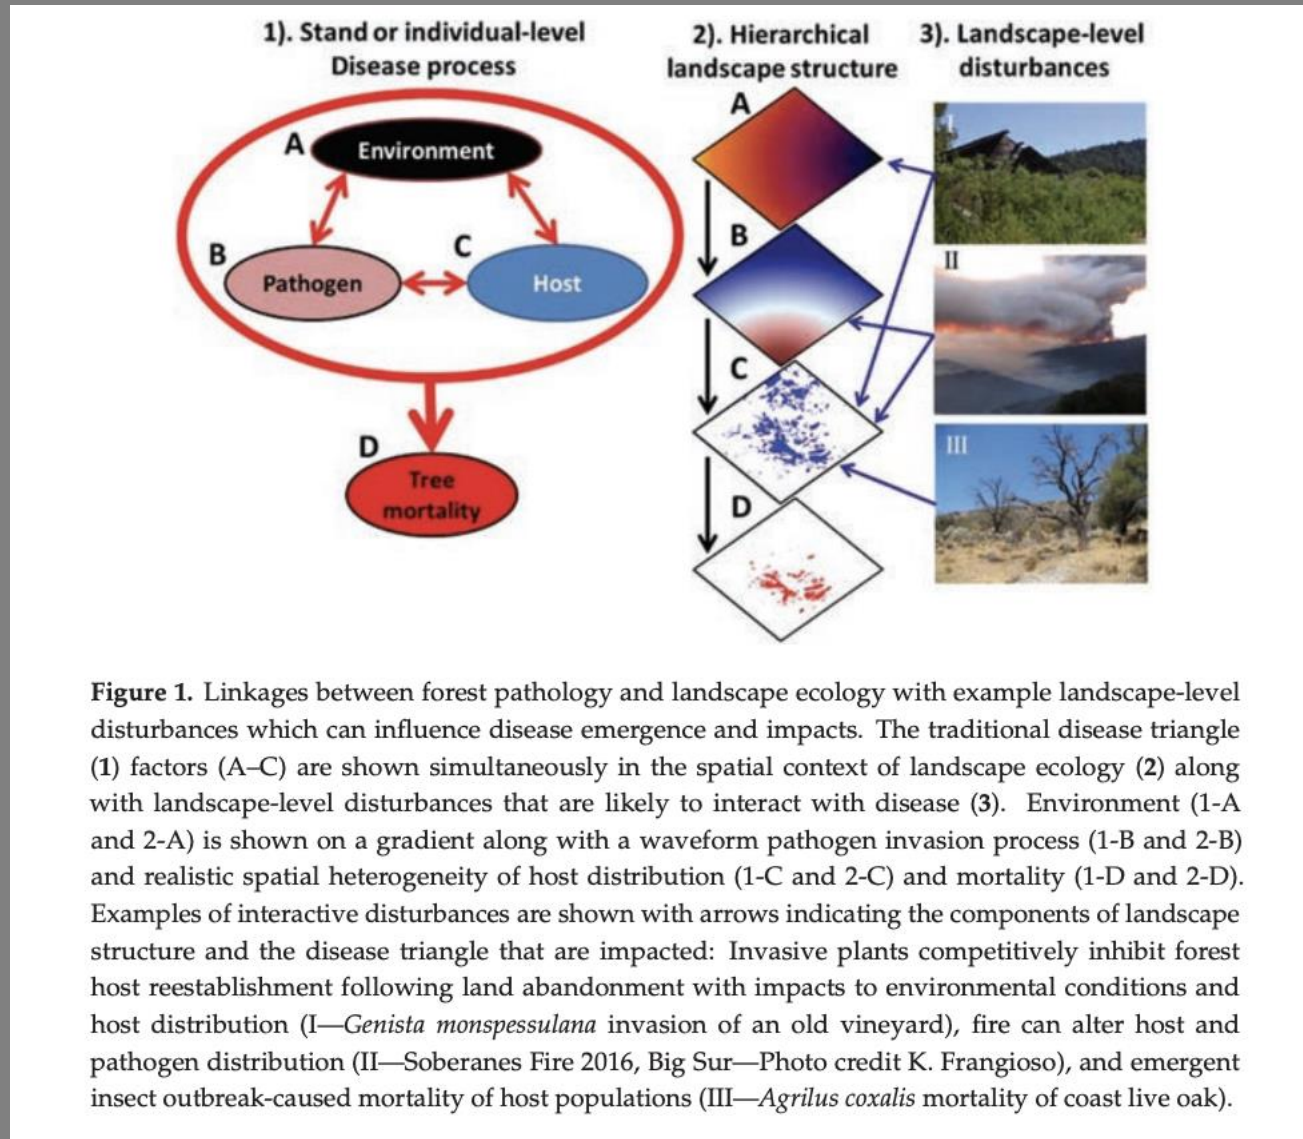 1). Stand or individual-level
Disease process
A
Environment
B
Pathogen
C
Host
D
Tree
mortality
2). Hierarchical
landscape structure
A
B
C
D
3). Landscape-level
disturbances
I
II
III
Figure 1. Linkages between forest pathology and landscape ecology with example landscape-level
disturbances which can influence disease emergence and impacts. The traditional disease triangle
(1) factors (A–C) are shown simultaneously in the spatial context of landscape ecology (2) along
with landscape-level disturbances that are likely to interact with disease (3). Environment (1-A
and 2-A) is shown on a gradient along with a waveform pathogen invasion process (1-B and 2-B)
and realistic spatial heterogeneity of host distribution (1-C and 2-C) and mortality (1-D and 2-D).
Examples of interactive disturbances are shown with arrows indicating the components of landscape
structure and the disease triangle that are impacted: Invasive plants competitively inhibit forest
host reestablishment following land abandonment with impacts to environmental conditions and
host distribution (I—Genista monspessulana invasion of an old vineyard), fire can alter host and
pathogen distribution (II—Soberanes Fire 2016, Big Sur—Photo credit K. Frangioso), and emergent
insect outbreak-caused mortality of host populations (III—Agrilus coxalis mortality of coast live oak).